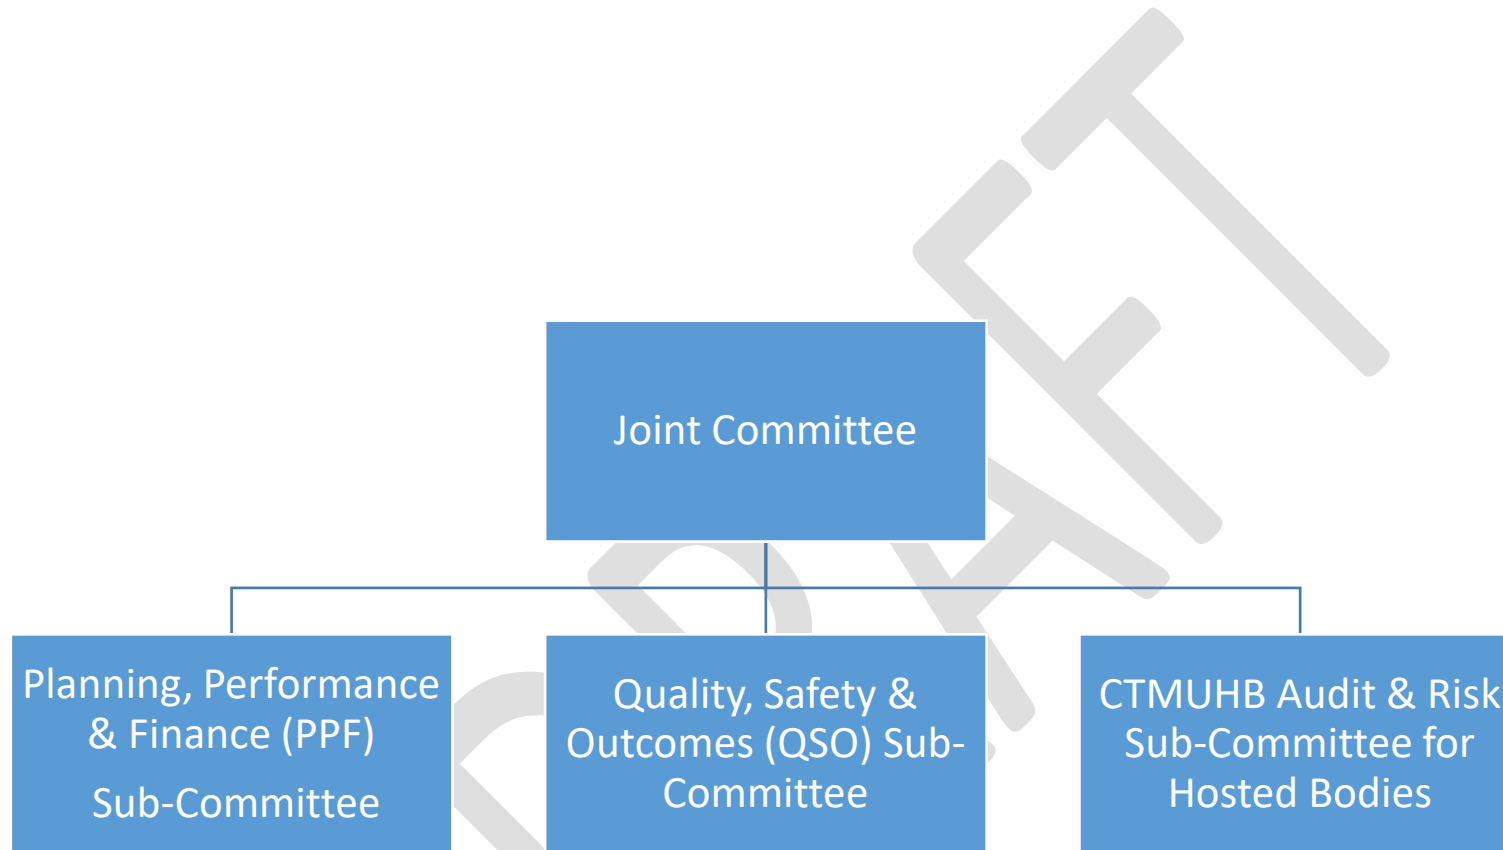 DRAFT
Joint Committee
Planning, Performance
& Finance (PPF)
Sub-Committee
Quality, Safety &
Outcomes (QSO) Sub-
Committee
CTMUHB Audit & Risk
Sub-Committee for
Hosted Bodies